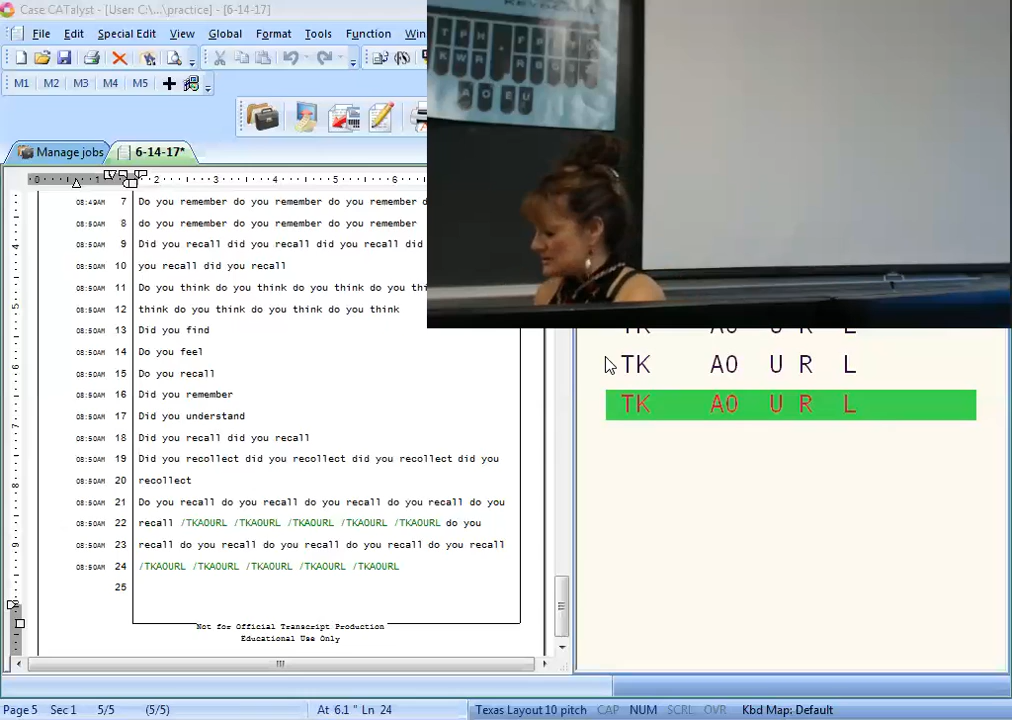 Case CATalyst - [User: C:\...\practice] - [6-14-17]
File Edit Special Edit View Global Format Tools Function Win
M1 M2 M3 M4 M5
Manage jobs 6-14-17*
0 1 2 3 4 5 6
08:49AM 7 Do you remember do you remember do you remember d
08:50AM 8 do you remember do you remember do you remember
08:50AM 9 Did you recall did you recall did you recall did
08:50AM 10 you recall did you recall
08:50AM 11 Do you think do you think do you think do you thi
08:50AM 12 think do you think do you think do you think
08:50AM 13 Did you find
08:50AM 14 Do you feel
08:50AM 15 Do you recall
08:50AM 16 Did you remember
08:50AM 17 Did you understand
08:50AM 18 Did you recall did you recall
08:50AM 19 Did you recollect did you recollect did you recollect did you
08:50AM 20 recollect
08:50AM 21 Do you recall do you recall do you recall do you recall do you
08:50AM 22 recall /TKAOURL /TKAOURL /TKAOURL /TKAOURL /TKAOURL do you
08:50AM 23 recall do you recall do you recall do you recall do you recall
08:50AM 24 /TKAOURL /TKAOURL /TKAOURL /TKAOURL /TKAOURL
25
Not for Official Transcript Production
Educational Use Only
T P H * F P L T D
K W R R B G S Z
A O E U
TK AO U R L
TK AO U R L
TK AO U R L
Page 5 Sec 1 5/5 (5/5) At 6.1 " Ln 24 Texas Layout 10 pitch CAP NUM SCRL OVR Kbd Map: Default